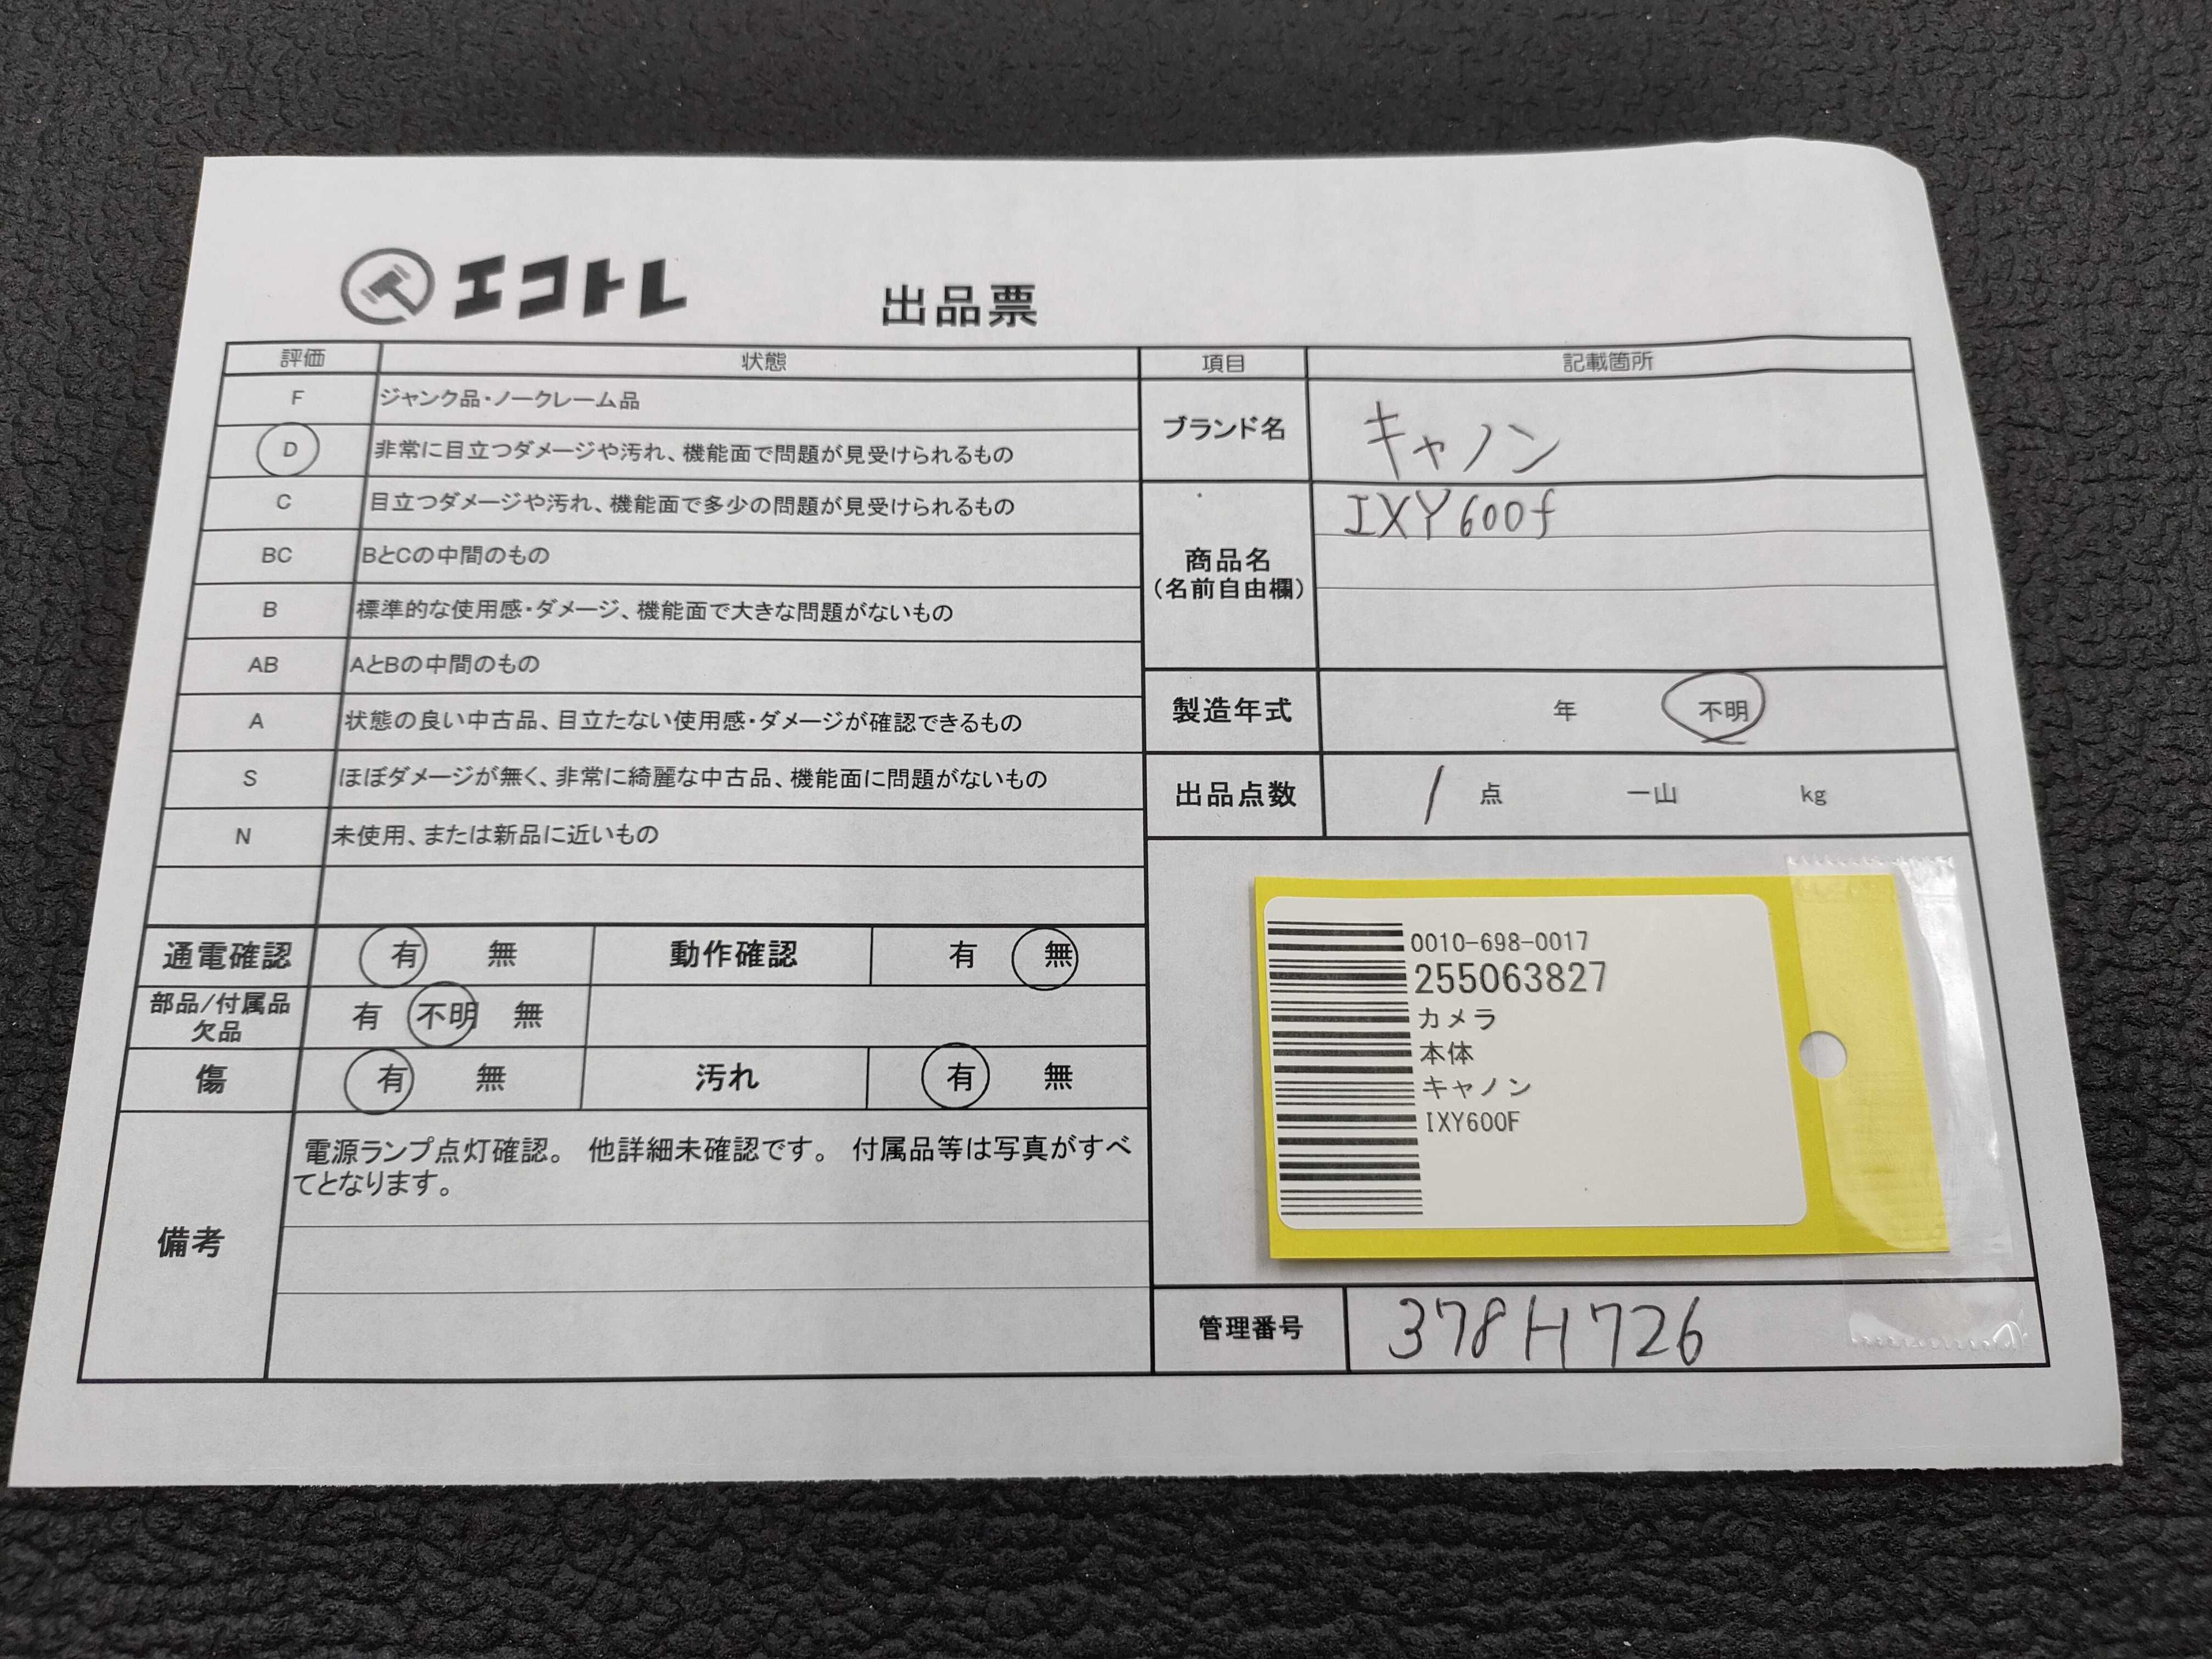 エコトレ
出品票
評価 状態
F ジャンク品・ノークレーム品
D 非常に目立つダメージや汚れ、機能面で問題が見受けられるもの
C 目立つダメージや汚れ、機能面で多少の問題が見受けられるもの
BC BとCの中間のもの
B 標準的な使用感・ダメージ、機能面で大きな問題がないもの
AB AとBの中間のもの
A 状態の良い中古品、目立たない使用感・ダメージが確認できるもの
S ほぼダメージが無く、非常に綺麗な中古品、機能面に問題がないもの
N 未使用、または新品に近いもの
通電確認 有 無 動作確認 有 無
部品/付属品
欠品
有 不明 無
傷 有 無 汚れ 有 無
備考
電源ランプ点灯確認。 他詳細未確認です。 付属品等は写真がすべ
てとなります。
項目 記載箇所
ブランド名 キャノン
商品名
(名前自由欄)
IXY600f
製造年式 年 不明
出品点数 1 点 一山 kg
0010-698-0017
255063827
カメラ
本体
キャノン
IXY600F
管理番号 378H726